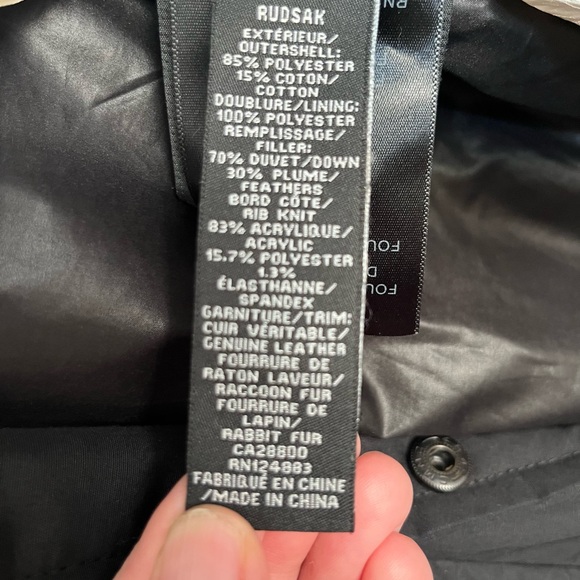 RUDSAK
EXTÉRIEUR/
OUTERSHELL:
85% POLYESTER
15% COTON/
COTTON
DOUBLURE/LINING:
100% POLYESTER
REMPLISSAGE/
FILLER:
70% DUVET/DOWN
30% PLUME/
FEATHERS
BORD CÔTE/
RIB KNIT
83% ACRYLIQUE/
ACRYLIC
15.7% POLYESTER
1.3%
ÉLASTHANNE/
SPANDEX
GARNITURE/TRIM:
CUIR VÉRITABLE/
GENUINE LEATHER
FOURRURE DE
RATON LAVEUR/
RACCOON FUR
FOURRURE DE
LAPIN/
RABBIT FUR
CA28800
RN124883
FABRIQUÉ EN CHINE
/MADE IN CHINA
RN
FOU
D
FOU